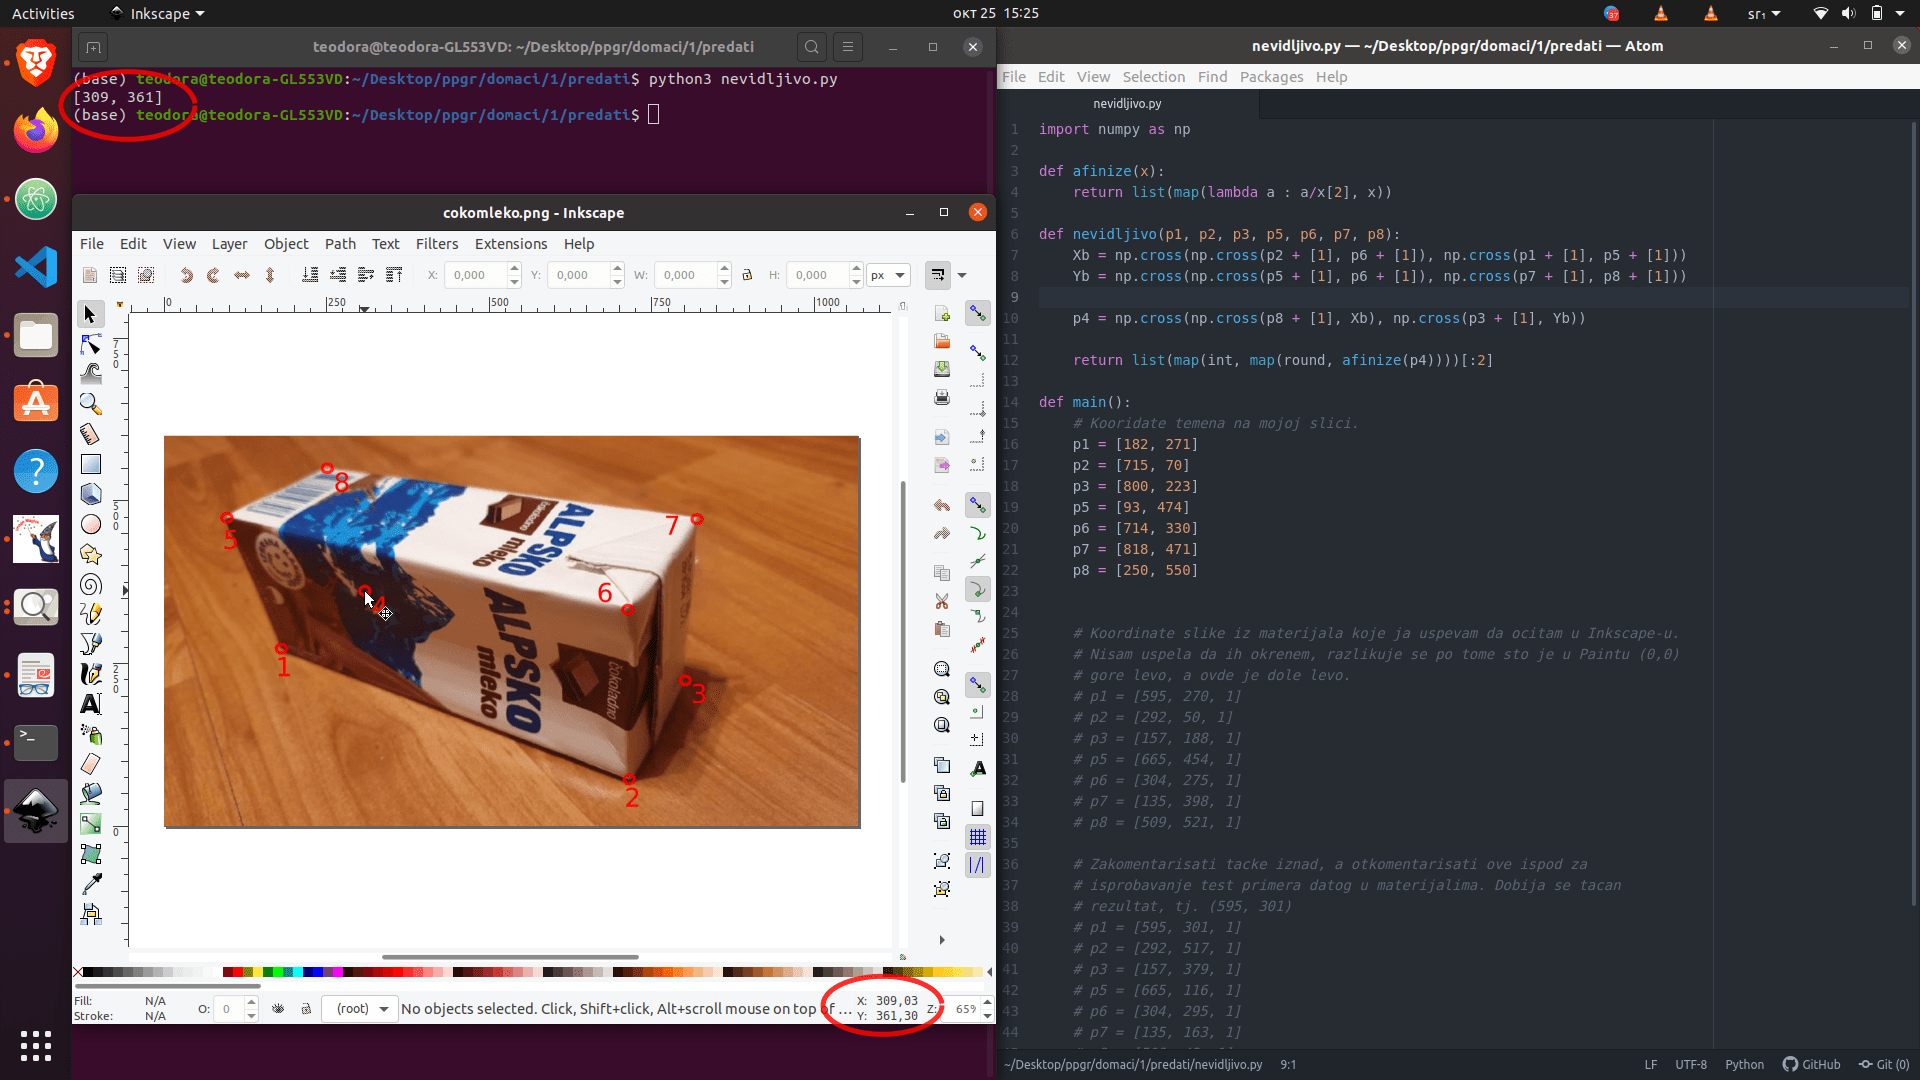 Activities
Inkscape
окт 25 15:25
37
sr₁
teodora@teodora-GL553VD: ~/Desktop/ppgr/domaci/1/predati
(base) teodora@teodora-GL553VD:~/Desktop/ppgr/domaci/1/predati$ python3 nevidljivo.py
[309, 361]
(base) teodora@teodora-GL553VD:~/Desktop/ppgr/domaci/1/predati$
cokomleko.png - Inkscape
File Edit View Layer Object Path Text Filters Extensions Help
X: 0,000 Y: 0,000 W: 0,000 H: 0,000 px
0 250 500 750 1000
750
500
250
0
8
5
7
6
4
1
3
2
ALPSKO
mleko
čokoladno
ALPSKO
mleko
čokoladno
Fill: N/A
Stroke: N/A
O: 0
(root)
No objects selected. Click, Shift+click, Alt+scroll mouse on top of ...
X: 309,03
Y: 361,30
Z: 65%
nevidljivo.py — ~/Desktop/ppgr/domaci/1/predati — Atom
File Edit View Selection Find Packages Help
nevidljivo.py
1 import numpy as np
2
3 def afinize(x):
4 return list(map(lambda a : a/x[2], x))
5
6 def nevidljivo(p1, p2, p3, p5, p6, p7, p8):
7 Xb = np.cross(np.cross(p2 + [1], p6 + [1]), np.cross(p1 + [1], p5 + [1]))
8 Yb = np.cross(np.cross(p5 + [1], p6 + [1]), np.cross(p7 + [1], p8 + [1]))
9
10 p4 = np.cross(np.cross(p8 + [1], Xb), np.cross(p3 + [1], Yb))
11
12 return list(map(int, map(round, afinize(p4))))[:2]
13
14 def main():
15 # Kooridate temena na mojoj slici.
16 p1 = [182, 271]
17 p2 = [715, 70]
18 p3 = [800, 223]
19 p5 = [93, 474]
20 p6 = [714, 330]
21 p7 = [818, 471]
22 p8 = [250, 550]
23
24
25 # Koordinate slike iz materijala koje ja uspevam da ocitam u Inkscape-u.
26 # Nisam uspela da ih okrenem, razlikuje se po tome sto je u Paintu (0,0)
27 # gore levo, a ovde je dole levo.
28 # p1 = [595, 270, 1]
29 # p2 = [292, 50, 1]
30 # p3 = [157, 188, 1]
31 # p5 = [665, 454, 1]
32 # p6 = [304, 275, 1]
33 # p7 = [135, 398, 1]
34 # p8 = [509, 521, 1]
35
36 # Zakomentarisati tacke iznad, a otkomentarisati ove ispod za
37 # isprobavanje test primera datog u materijalima. Dobija se tacan
38 # rezultat, tj. (595, 301)
39 # p1 = [595, 301, 1]
40 # p2 = [292, 517, 1]
41 # p3 = [157, 379, 1]
42 # p5 = [665, 116, 1]
43 # p6 = [304, 295, 1]
44 # p7 = [135, 163, 1]
~/Desktop/ppgr/domaci/1/predati/nevidljivo.py 9:1
LF UTF-8 Python GitHub Git (0)